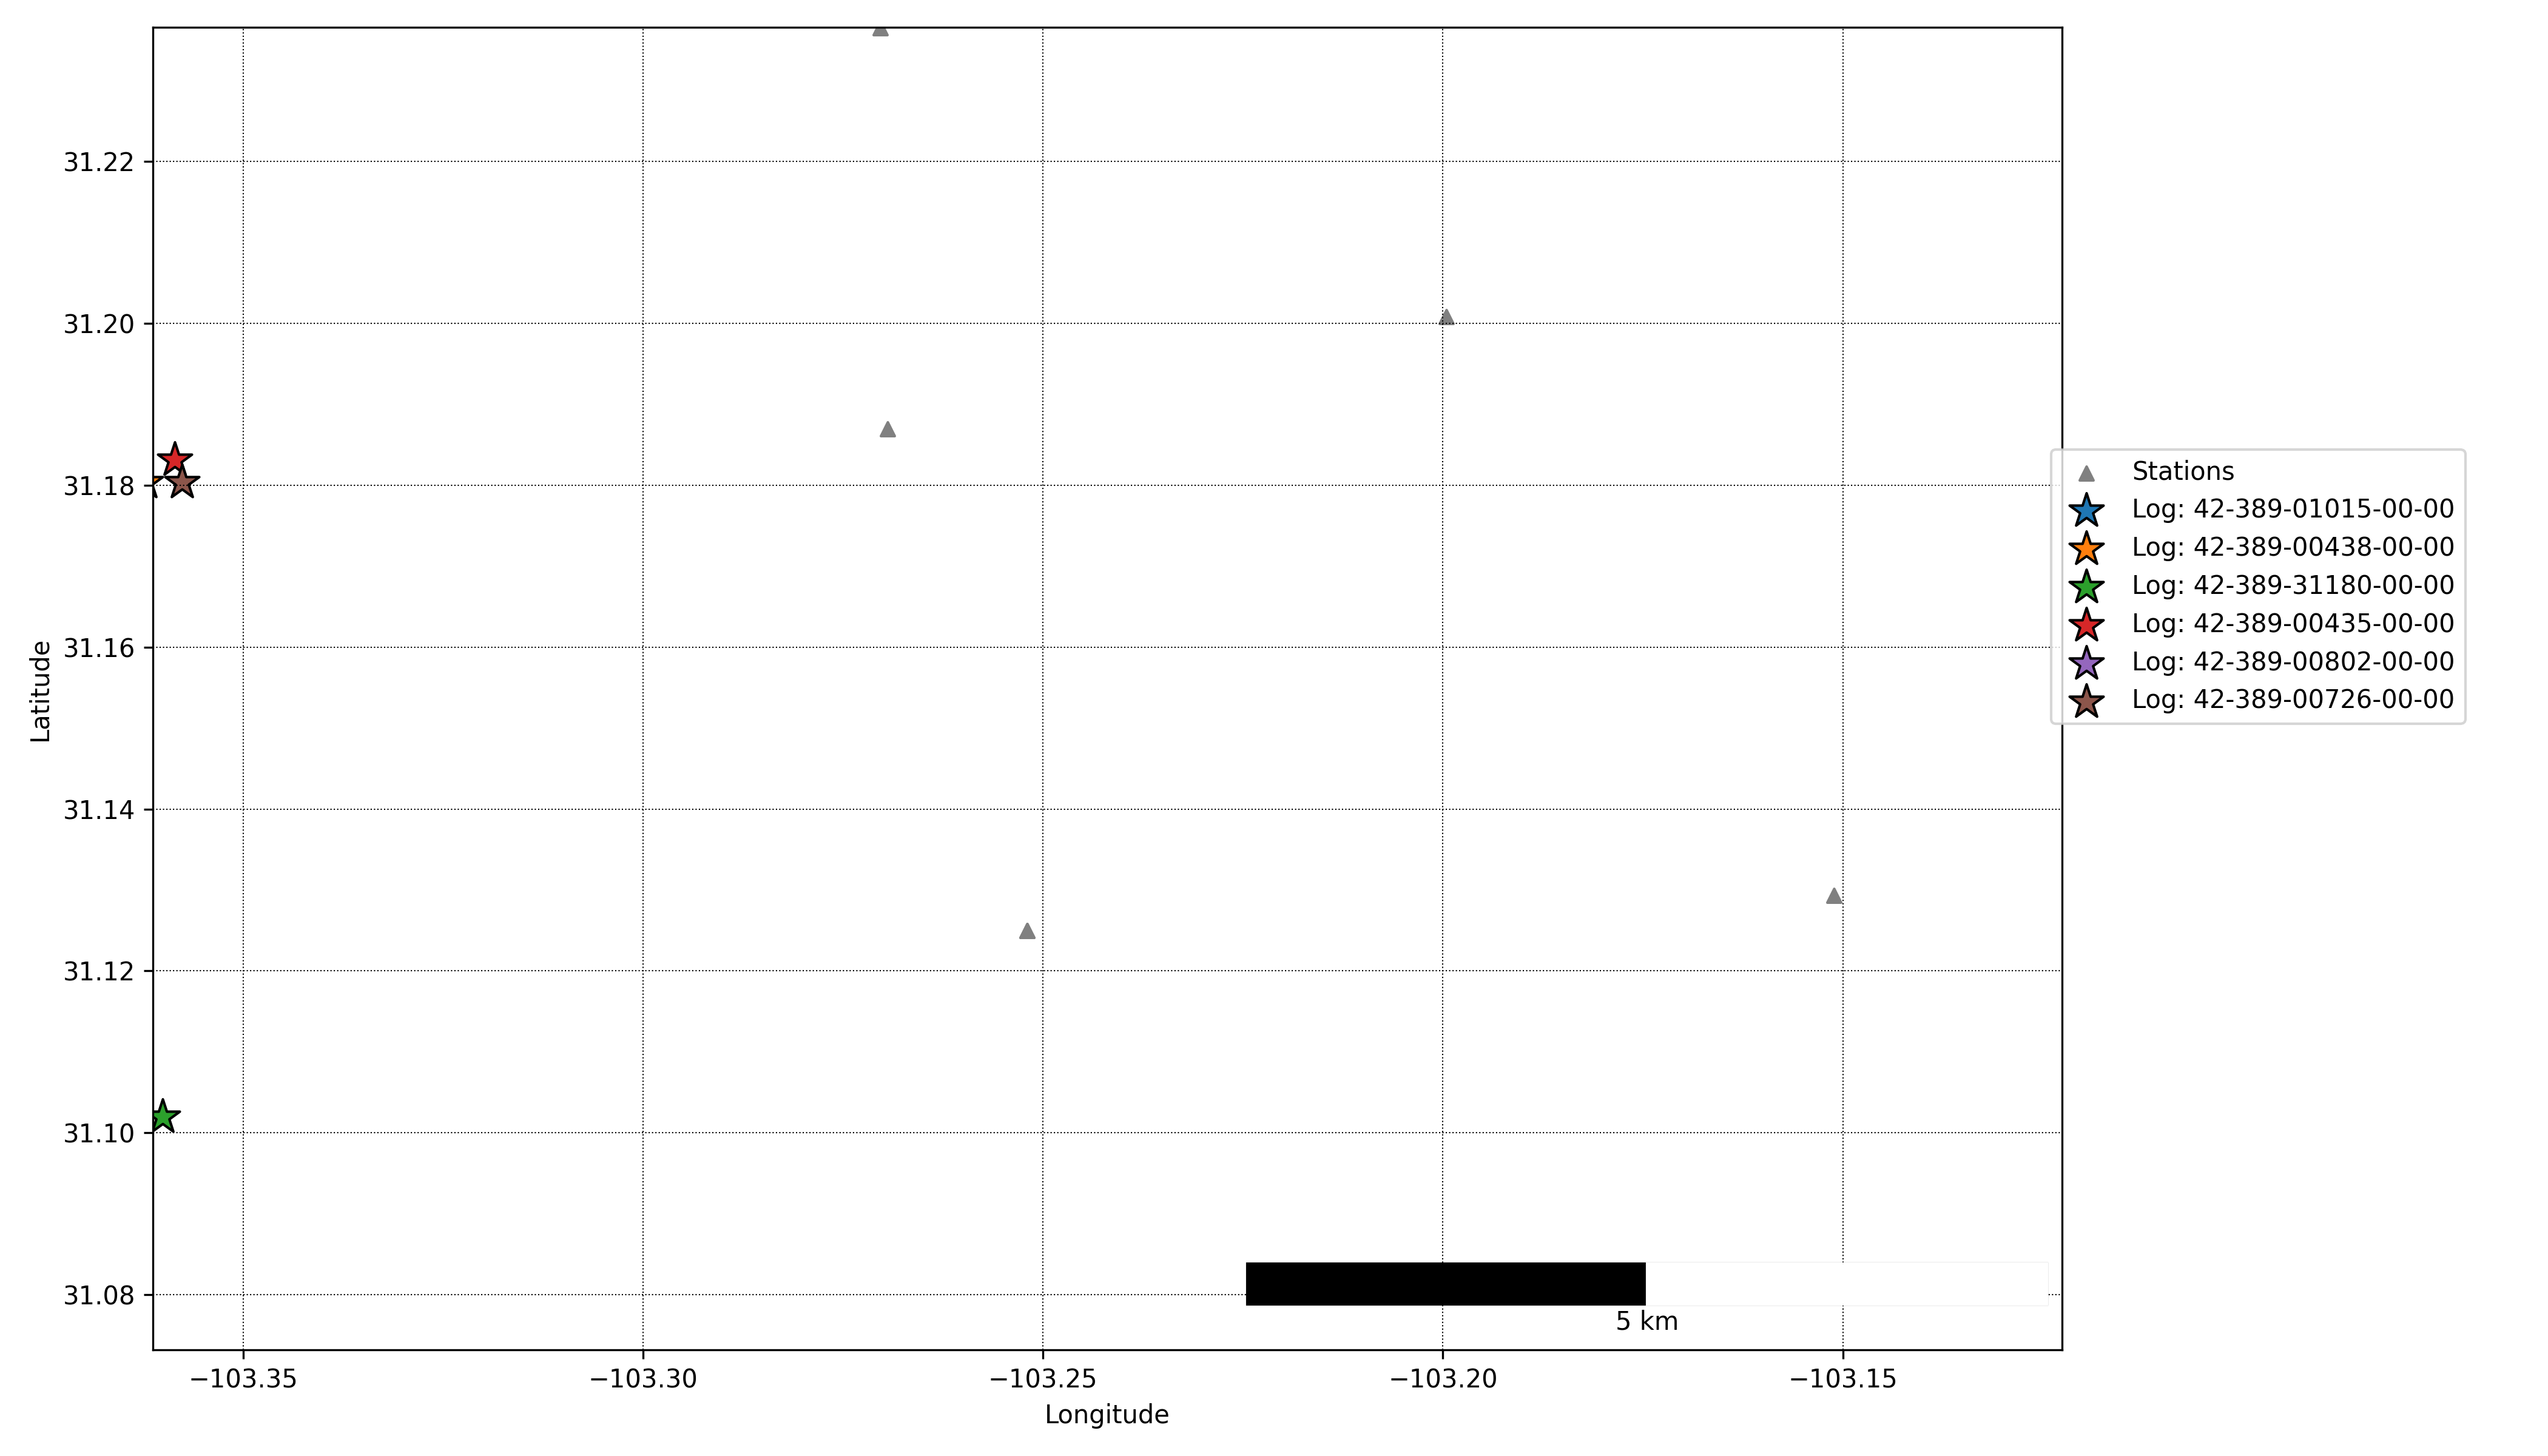 31.22
31.20
31.18
31.16
31.14
31.12
31.10
31.08
Latitude
−103.35
−103.30
−103.25
−103.20
−103.15
Longitude
5 km
Stations
Log: 42-389-01015-00-00
Log: 42-389-00438-00-00
Log: 42-389-31180-00-00
Log: 42-389-00435-00-00
Log: 42-389-00802-00-00
Log: 42-389-00726-00-00